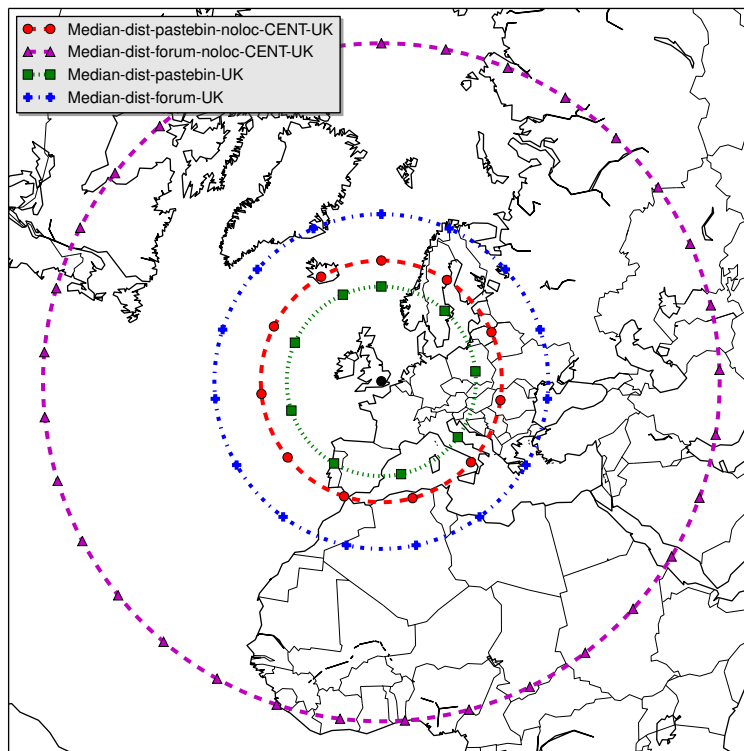 Median-dist-pastebin-noloc-CENT-UK
Median-dist-forum-noloc-CENT-UK
Median-dist-pastebin-UK
Median-dist-forum-UK